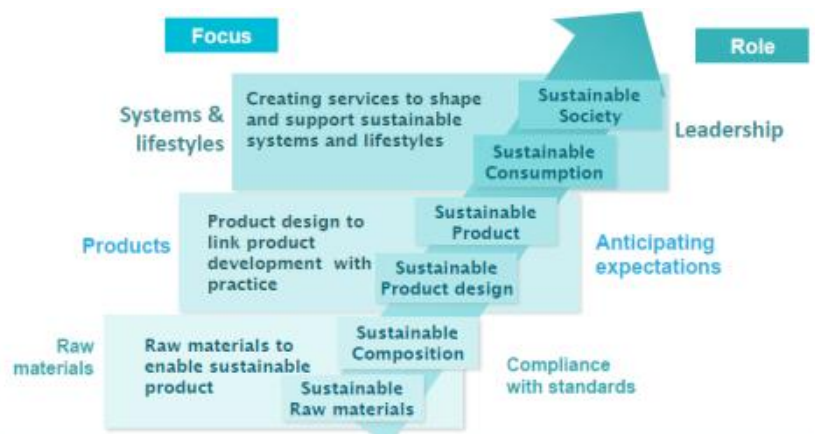 Focus
Role
Systems &
lifestyles
Creating services to shape
and support sustainable
systems and lifestyles
Sustainable
Society
Sustainable
Consumption
Leadership
Products
Product design to
link product
development with
practice
Sustainable
Product
Sustainable
Product design
Anticipating
expectations
Raw
materials
Raw materials to
enable sustainable
product
Sustainable
Composition
Sustainable
Raw materials
Compliance
with standards